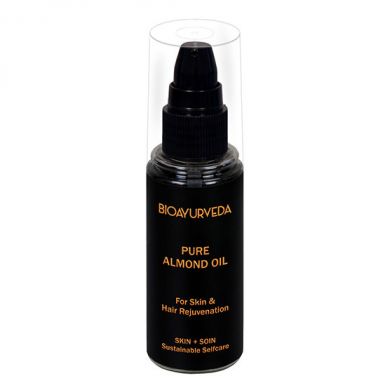 BIOAYURVEDA
PURE
ALMOND OIL
For Skin &
Hair Rejuvenation
SKIN + SOIN
Sustainable Selfcare